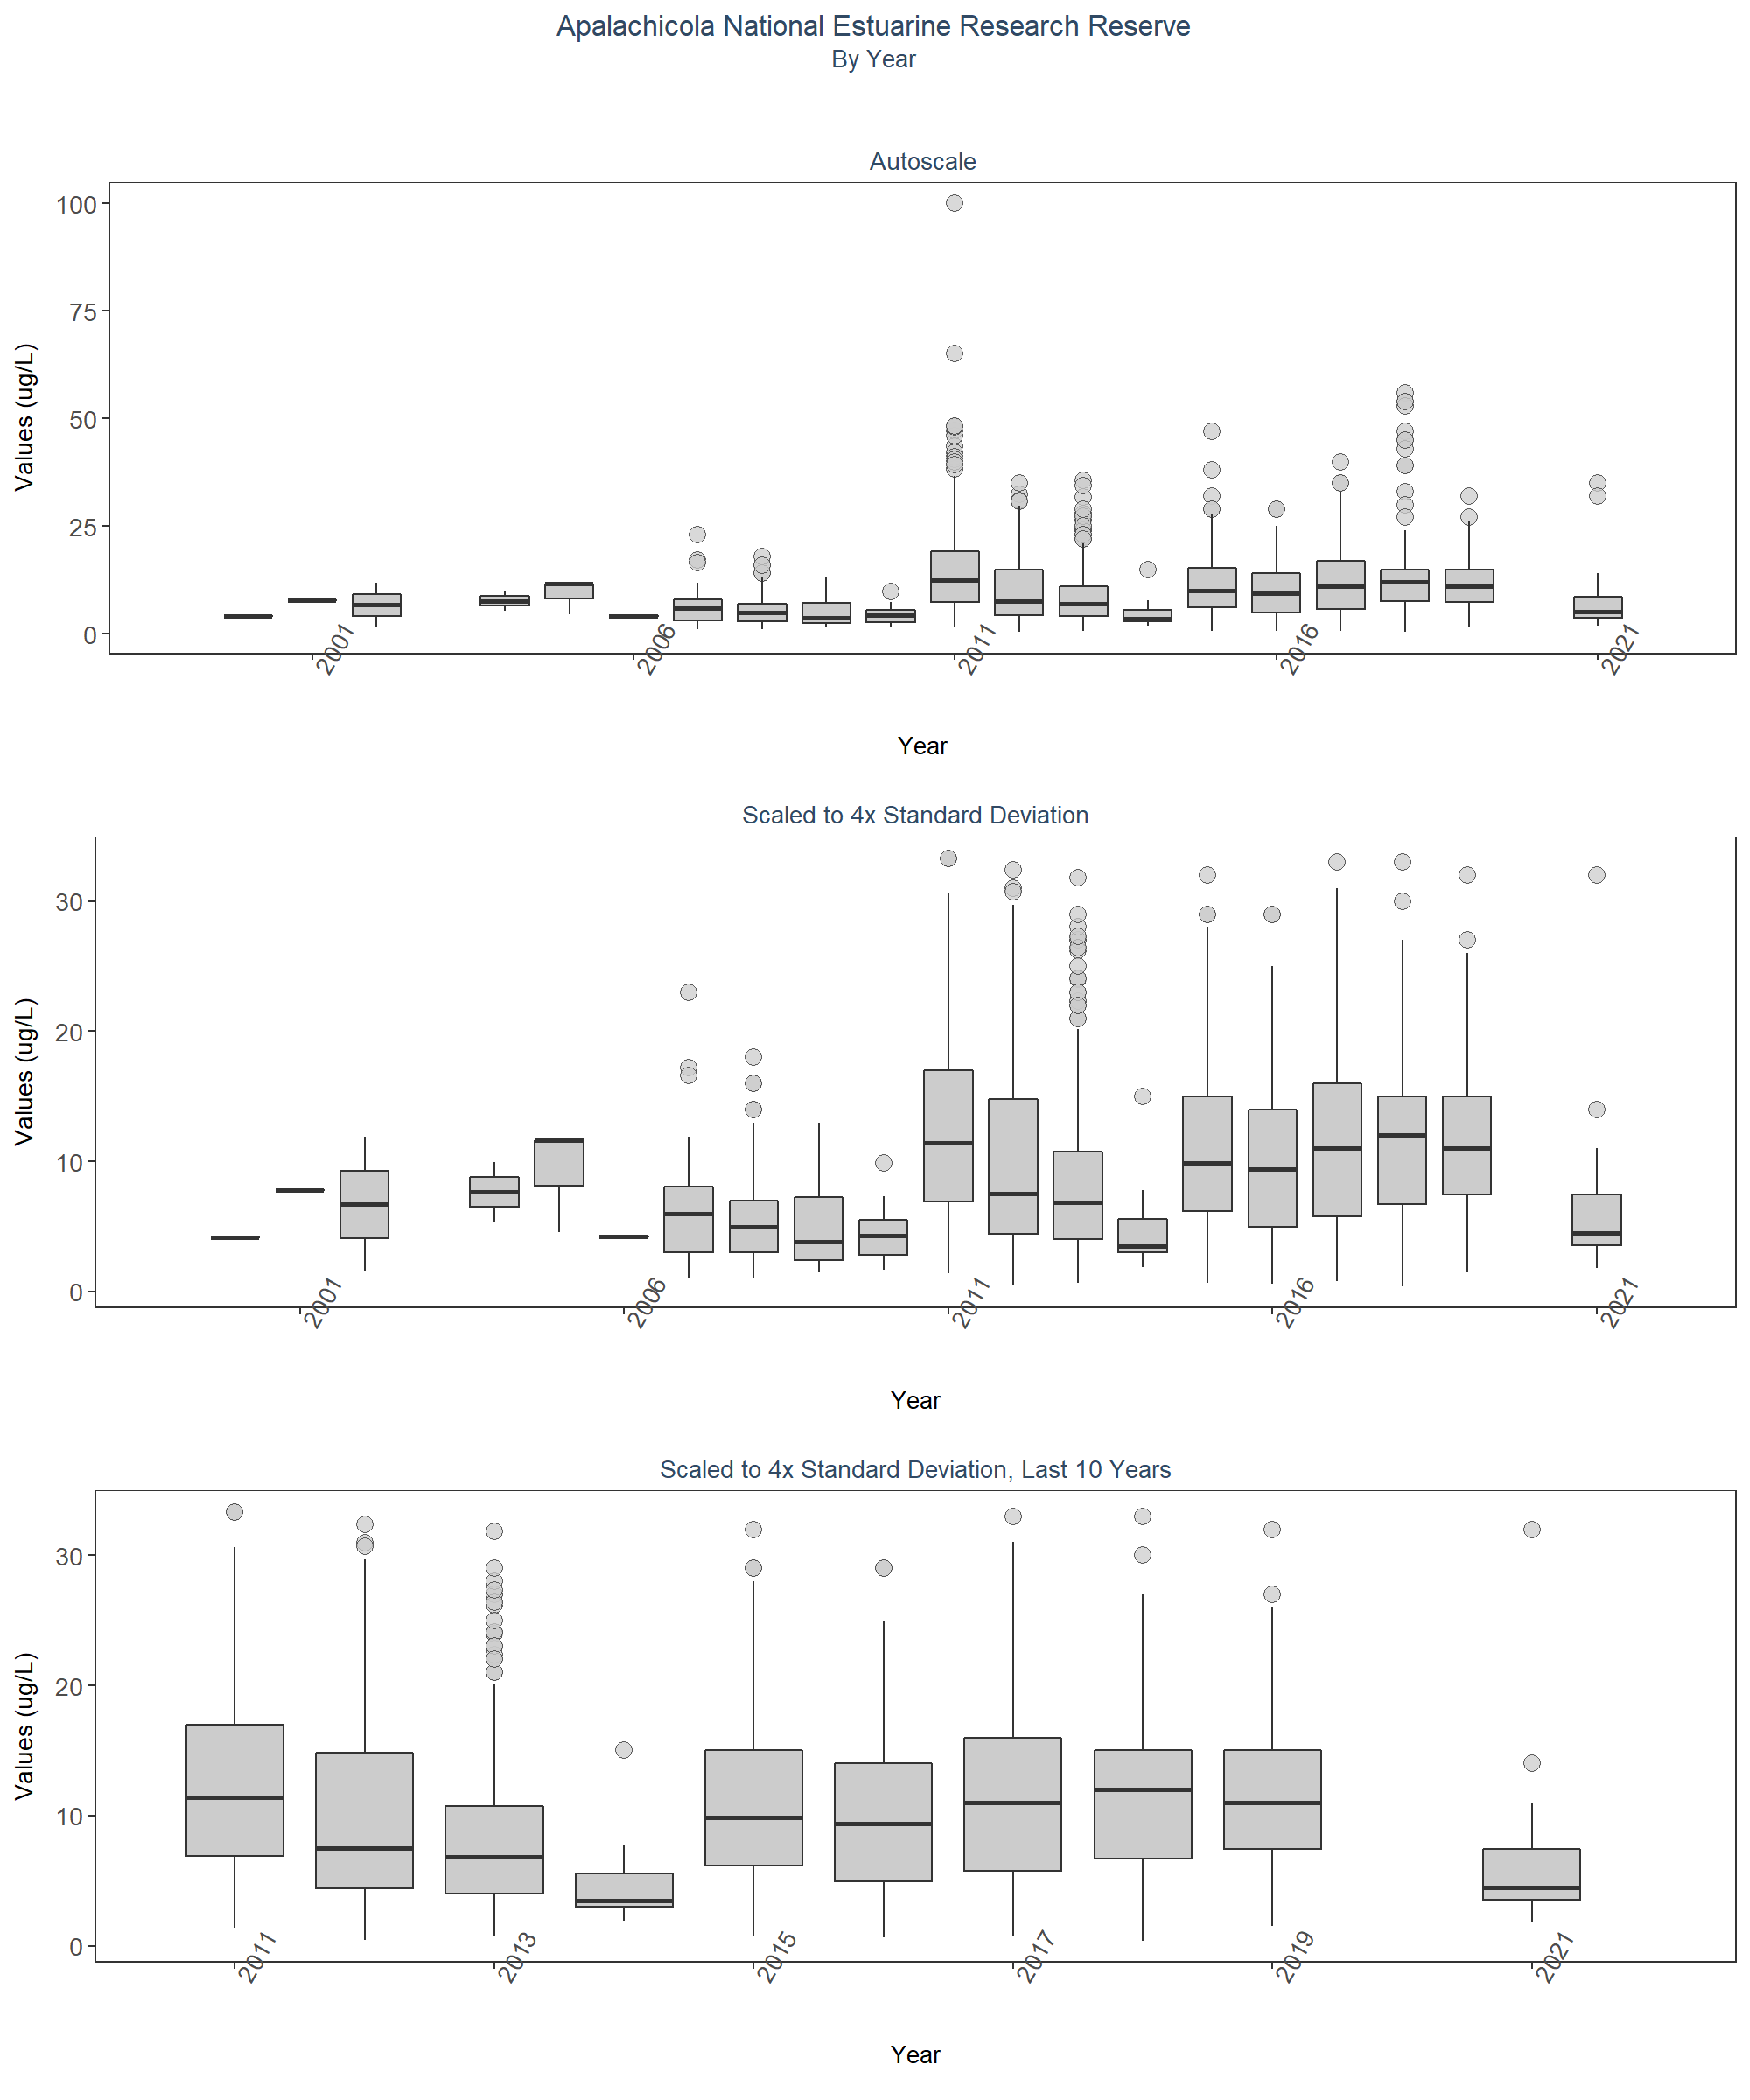 Apalachicola National Estuarine Research Reserve
By Year
Autoscale
Values (ug/L)
100
75
50
25
0
2001
2006
2011
2016
2021
Year
Scaled to 4x Standard Deviation
Values (ug/L)
30
20
10
0
2001
2006
2011
2016
2021
Year
Scaled to 4x Standard Deviation, Last 10 Years
Values (ug/L)
30
20
10
0
2011
2013
2015
2017
2019
2021
Year